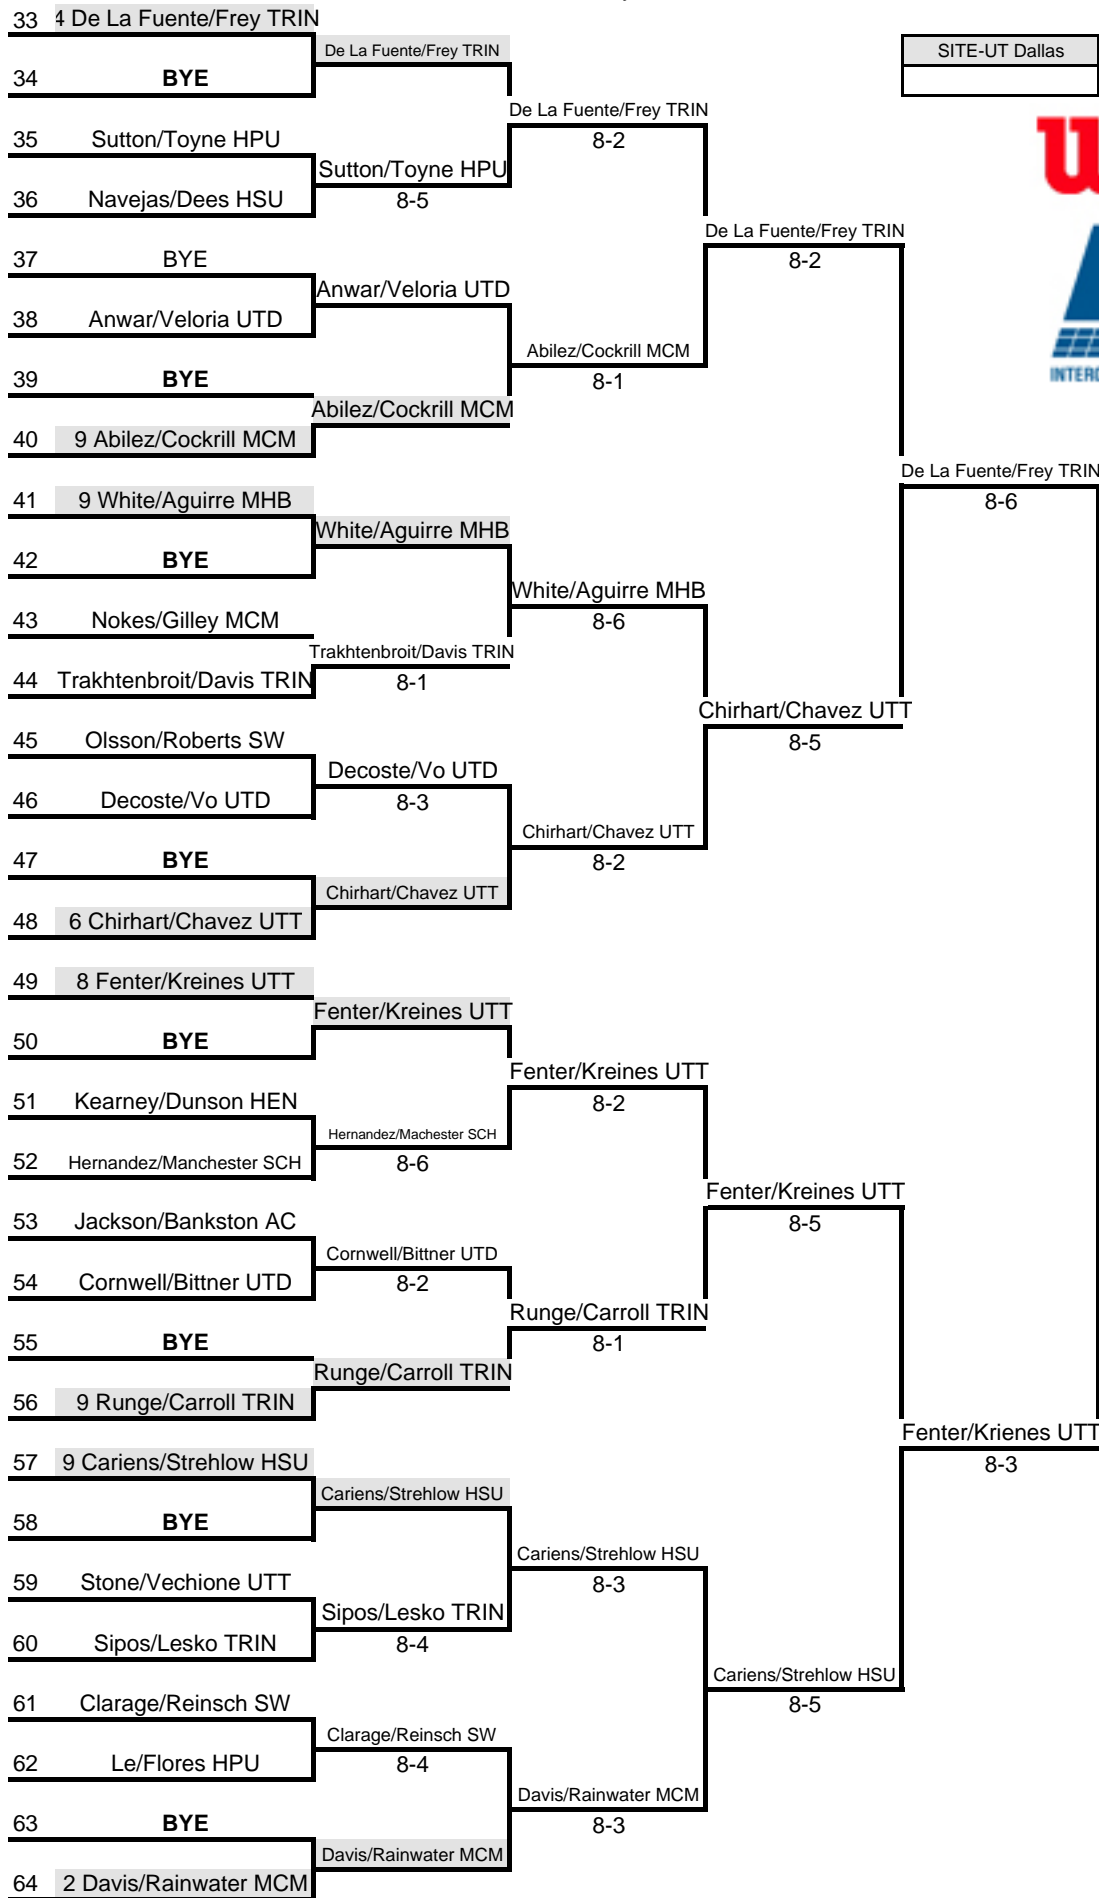 33 4 De La Fuente/Frey TRIN
De La Fuente/Frey TRIN
SITE-UT Dallas
34 BYE
De La Fuente/Frey TRIN
8-2
35 Sutton/Toyne HPU
Sutton/Toyne HPU
8-5
36 Navejas/Dees HSU
De La Fuente/Frey TRIN
8-2
37 BYE
Anwar/Veloria UTD
38 Anwar/Veloria UTD
Abilez/Cockrill MCM
8-1
39 BYE
Abilez/Cockrill MCM
40 9 Abilez/Cockrill MCM
De La Fuente/Frey TRIN
8-6
41 9 White/Aguirre MHB
White/Aguirre MHB
42 BYE
White/Aguirre MHB
8-6
43 Nokes/Gilley MCM
Trakhtenbroit/Davis TRIN
8-1
44 Trakhtenbroit/Davis TRIN
Chirhart/Chavez UTT
8-5
45 Olsson/Roberts SW
Decoste/Vo UTD
8-3
46 Decoste/Vo UTD
Chirhart/Chavez UTT
8-2
47 BYE
Chirhart/Chavez UTT
48 6 Chirhart/Chavez UTT
49 8 Fenter/Kreines UTT
Fenter/Kreines UTT
50 BYE
Fenter/Kreines UTT
8-2
51 Kearney/Dunson HEN
Hernandez/Machester SCH
8-6
52 Hernandez/Manchester SCH
Fenter/Kreines UTT
8-5
53 Jackson/Bankston AC
Cornwell/Bittner UTD
8-2
54 Cornwell/Bittner UTD
Runge/Carroll TRIN
8-1
55 BYE
Runge/Carroll TRIN
56 9 Runge/Carroll TRIN
Fenter/Krienes UTT
8-3
57 9 Cariens/Strehlow HSU
Cariens/Strehlow HSU
58 BYE
Cariens/Strehlow HSU
8-3
59 Stone/Vechione UTT
Sipos/Lesko TRIN
8-4
60 Sipos/Lesko TRIN
Cariens/Strehlow HSU
8-5
61 Clarage/Reinsch SW
Clarage/Reinsch SW
8-4
62 Le/Flores HPU
Davis/Rainwater MCM
8-3
63 BYE
Davis/Rainwater MCM
64 2 Davis/Rainwater MCM